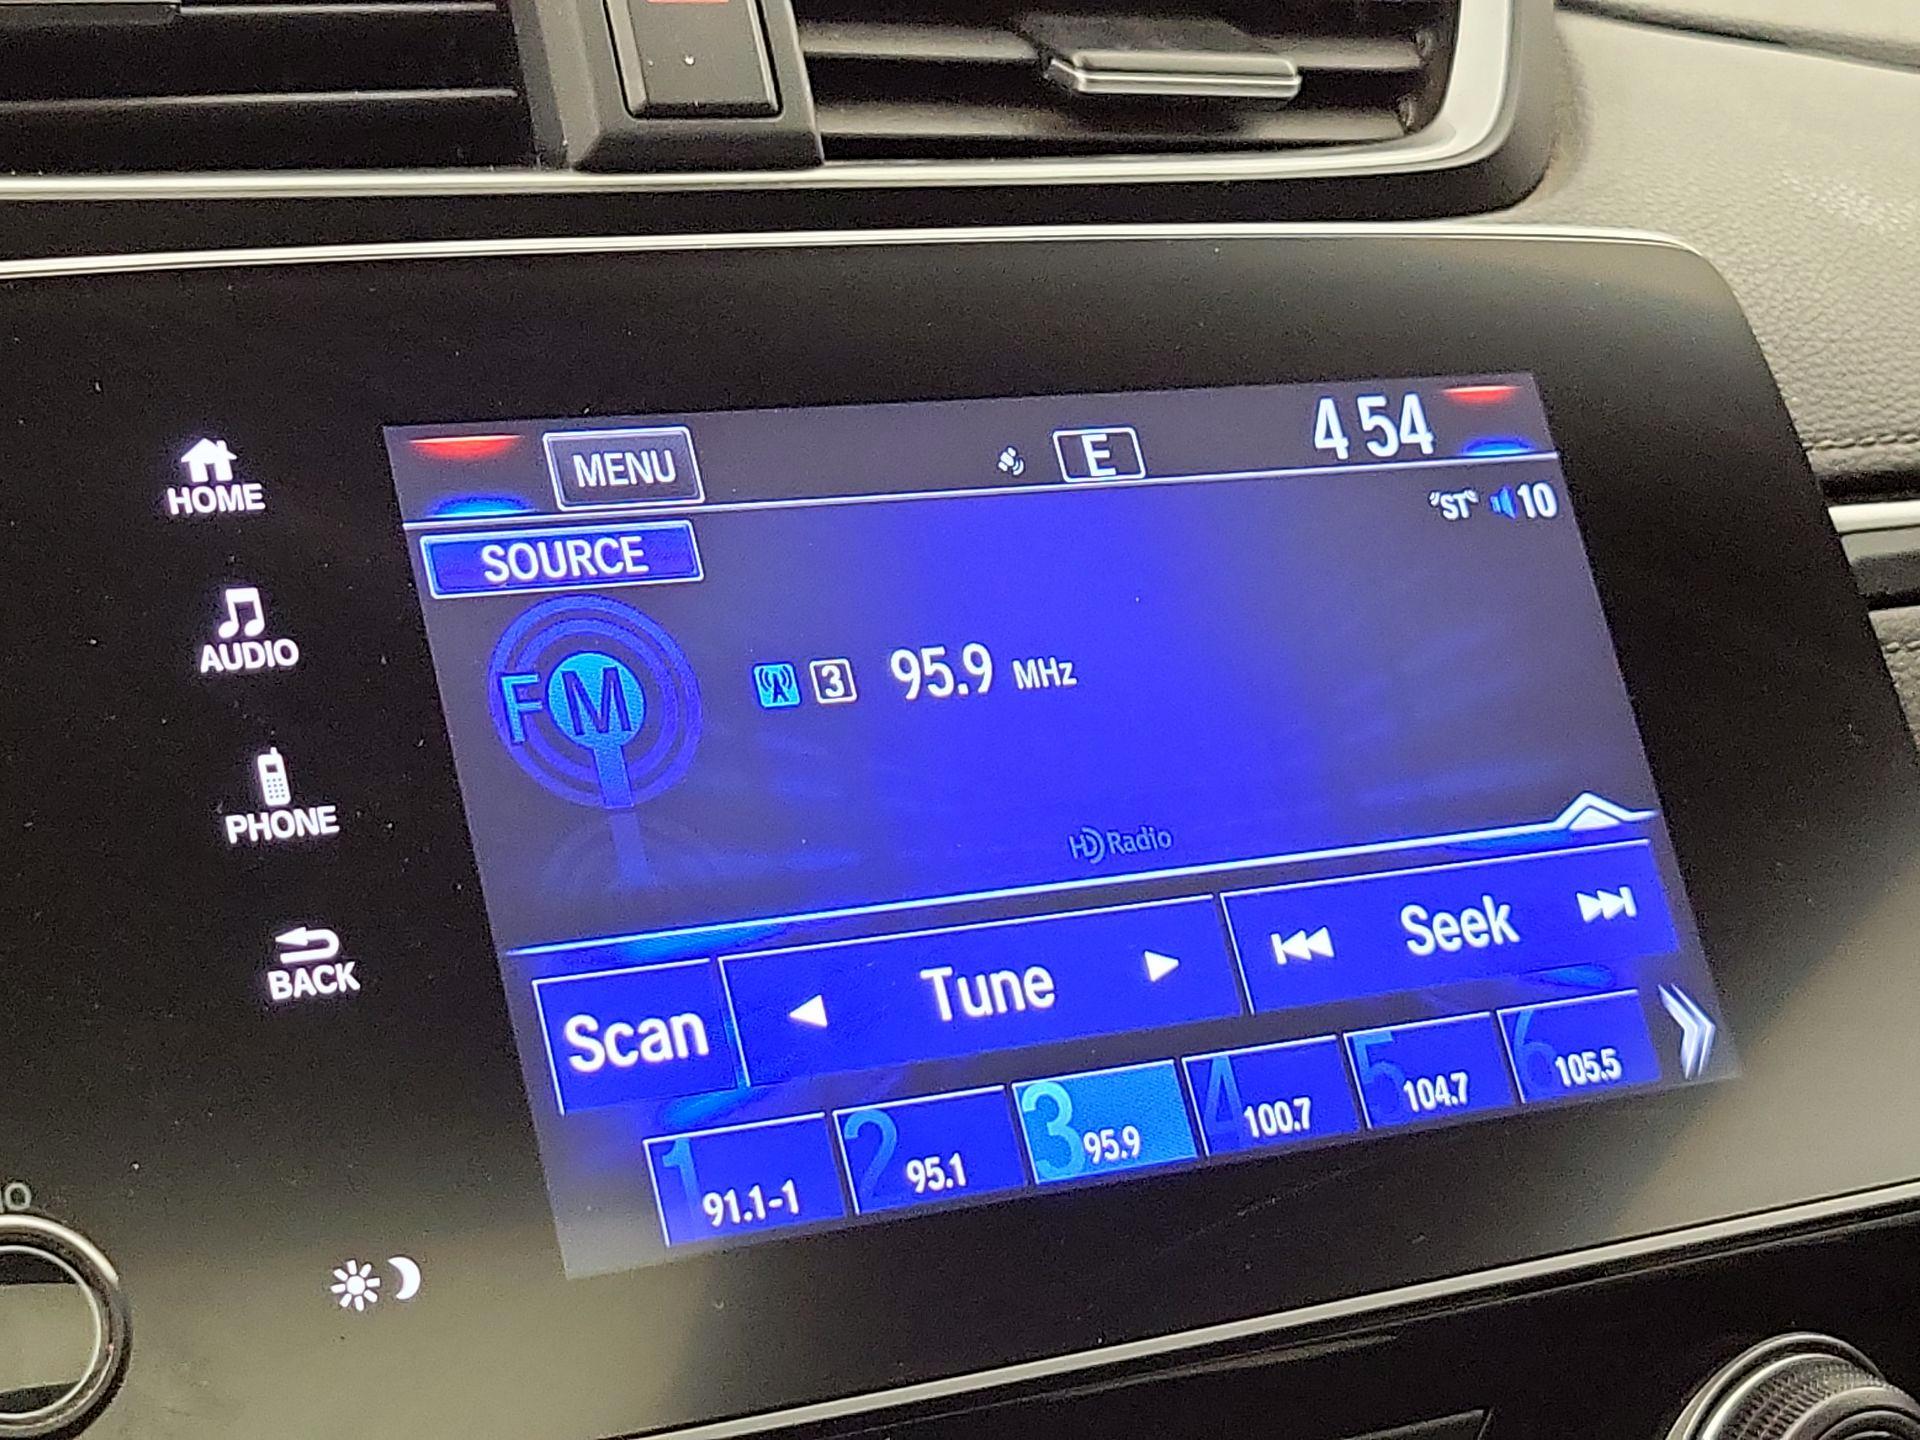 MENU E 4 54
"ST" 10
SOURCE
HOME
AUDIO
FM 3 95.9 MHz
PHONE
HD Radio
BACK
Scan Tune Seek
1 91.1-1 2 95.1 3 95.9 4 100.7 5 104.7 6 105.5